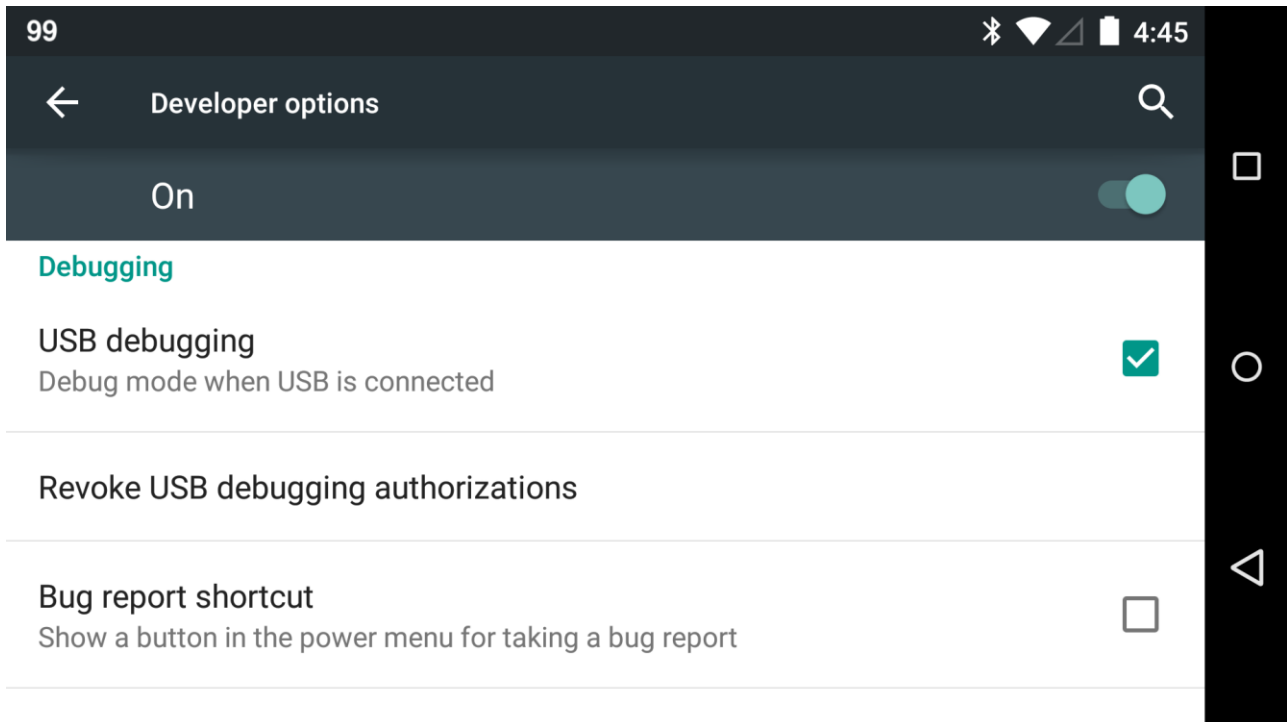 99
4:45
Developer options
On
Debugging
USB debugging
Debug mode when USB is connected
Revoke USB debugging authorizations
Bug report shortcut
Show a button in the power menu for taking a bug report